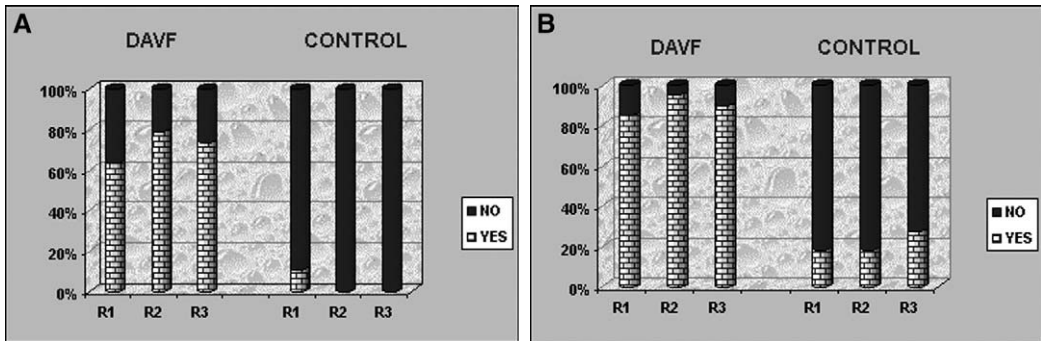 A
DAVF CONTROL
100%
80%
60%
40%
20%
0%
R1 R2 R3 R1 R2 R3
NO
YES
B
DAVF CONTROL
100%
80%
60%
40%
20%
0%
R1 R2 R3 R1 R2 R3
NO
YES